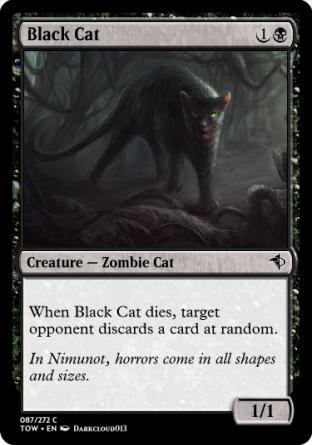 Black Cat 1
Creature — Zombie Cat
When Black Cat dies, target
opponent discards a card at random.
In Nimunot, horrors come in all shapes
and sizes.
087/272 C
TOW • EN Darkcloud013
1/1